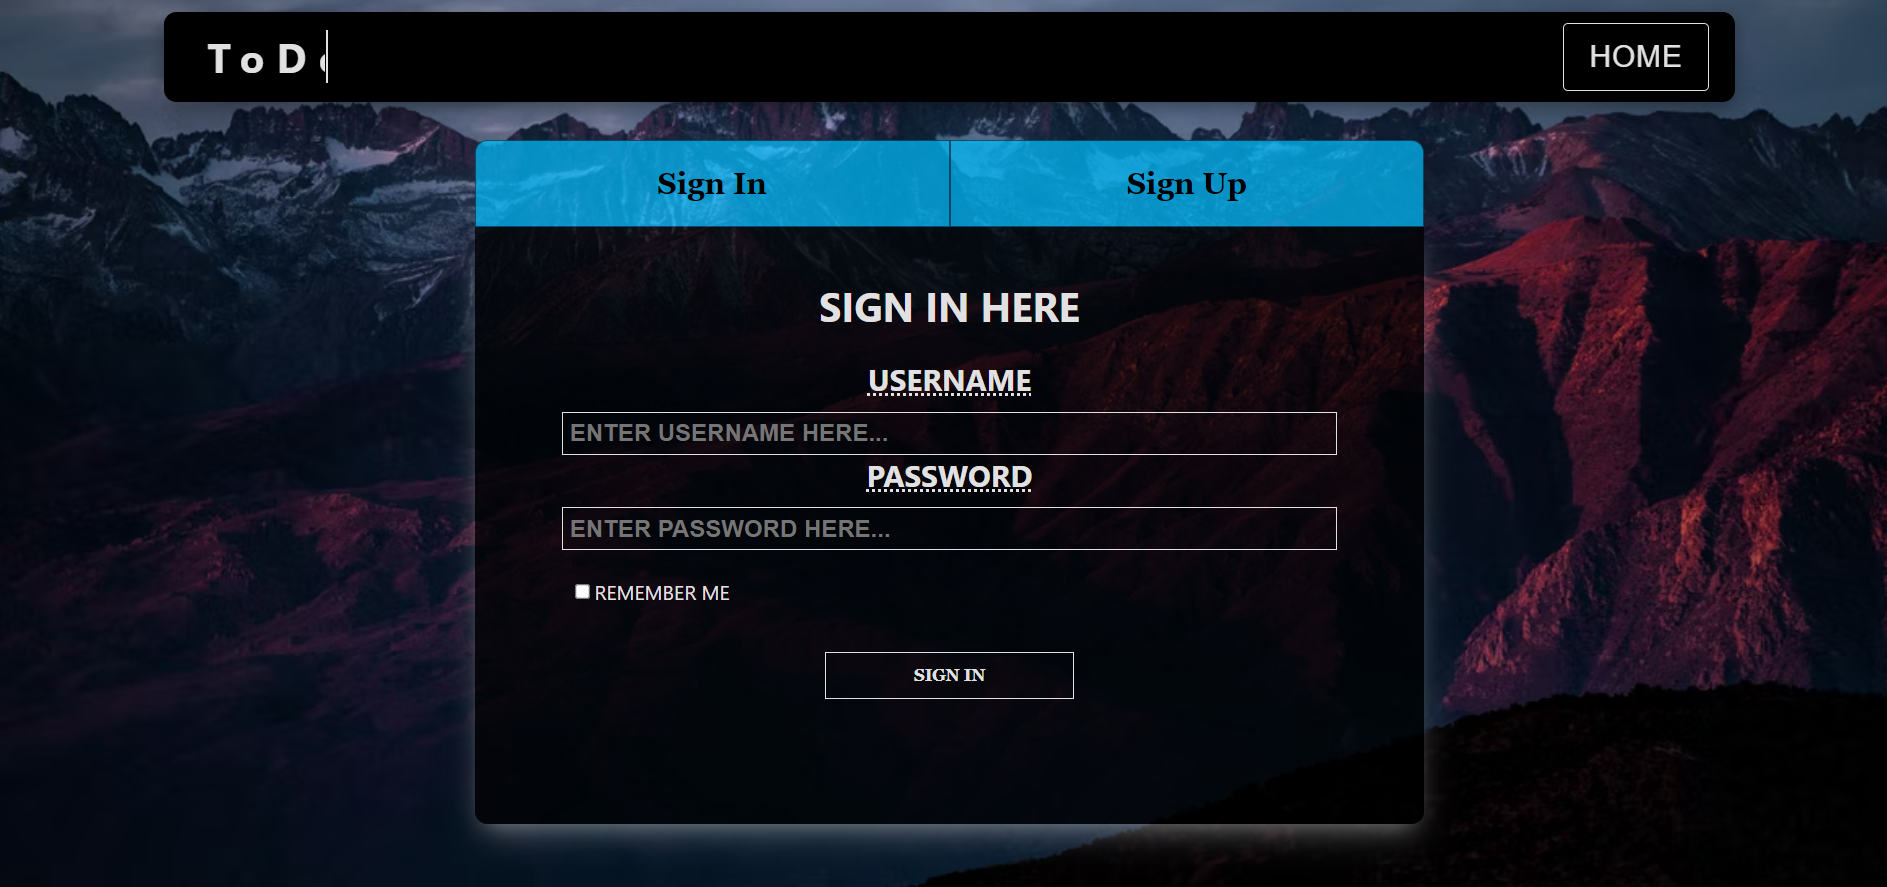 ToD
HOME
Sign In
Sign Up
SIGN IN HERE
USERNAME
ENTER USERNAME HERE...
PASSWORD
ENTER PASSWORD HERE...
REMEMBER ME
SIGN IN